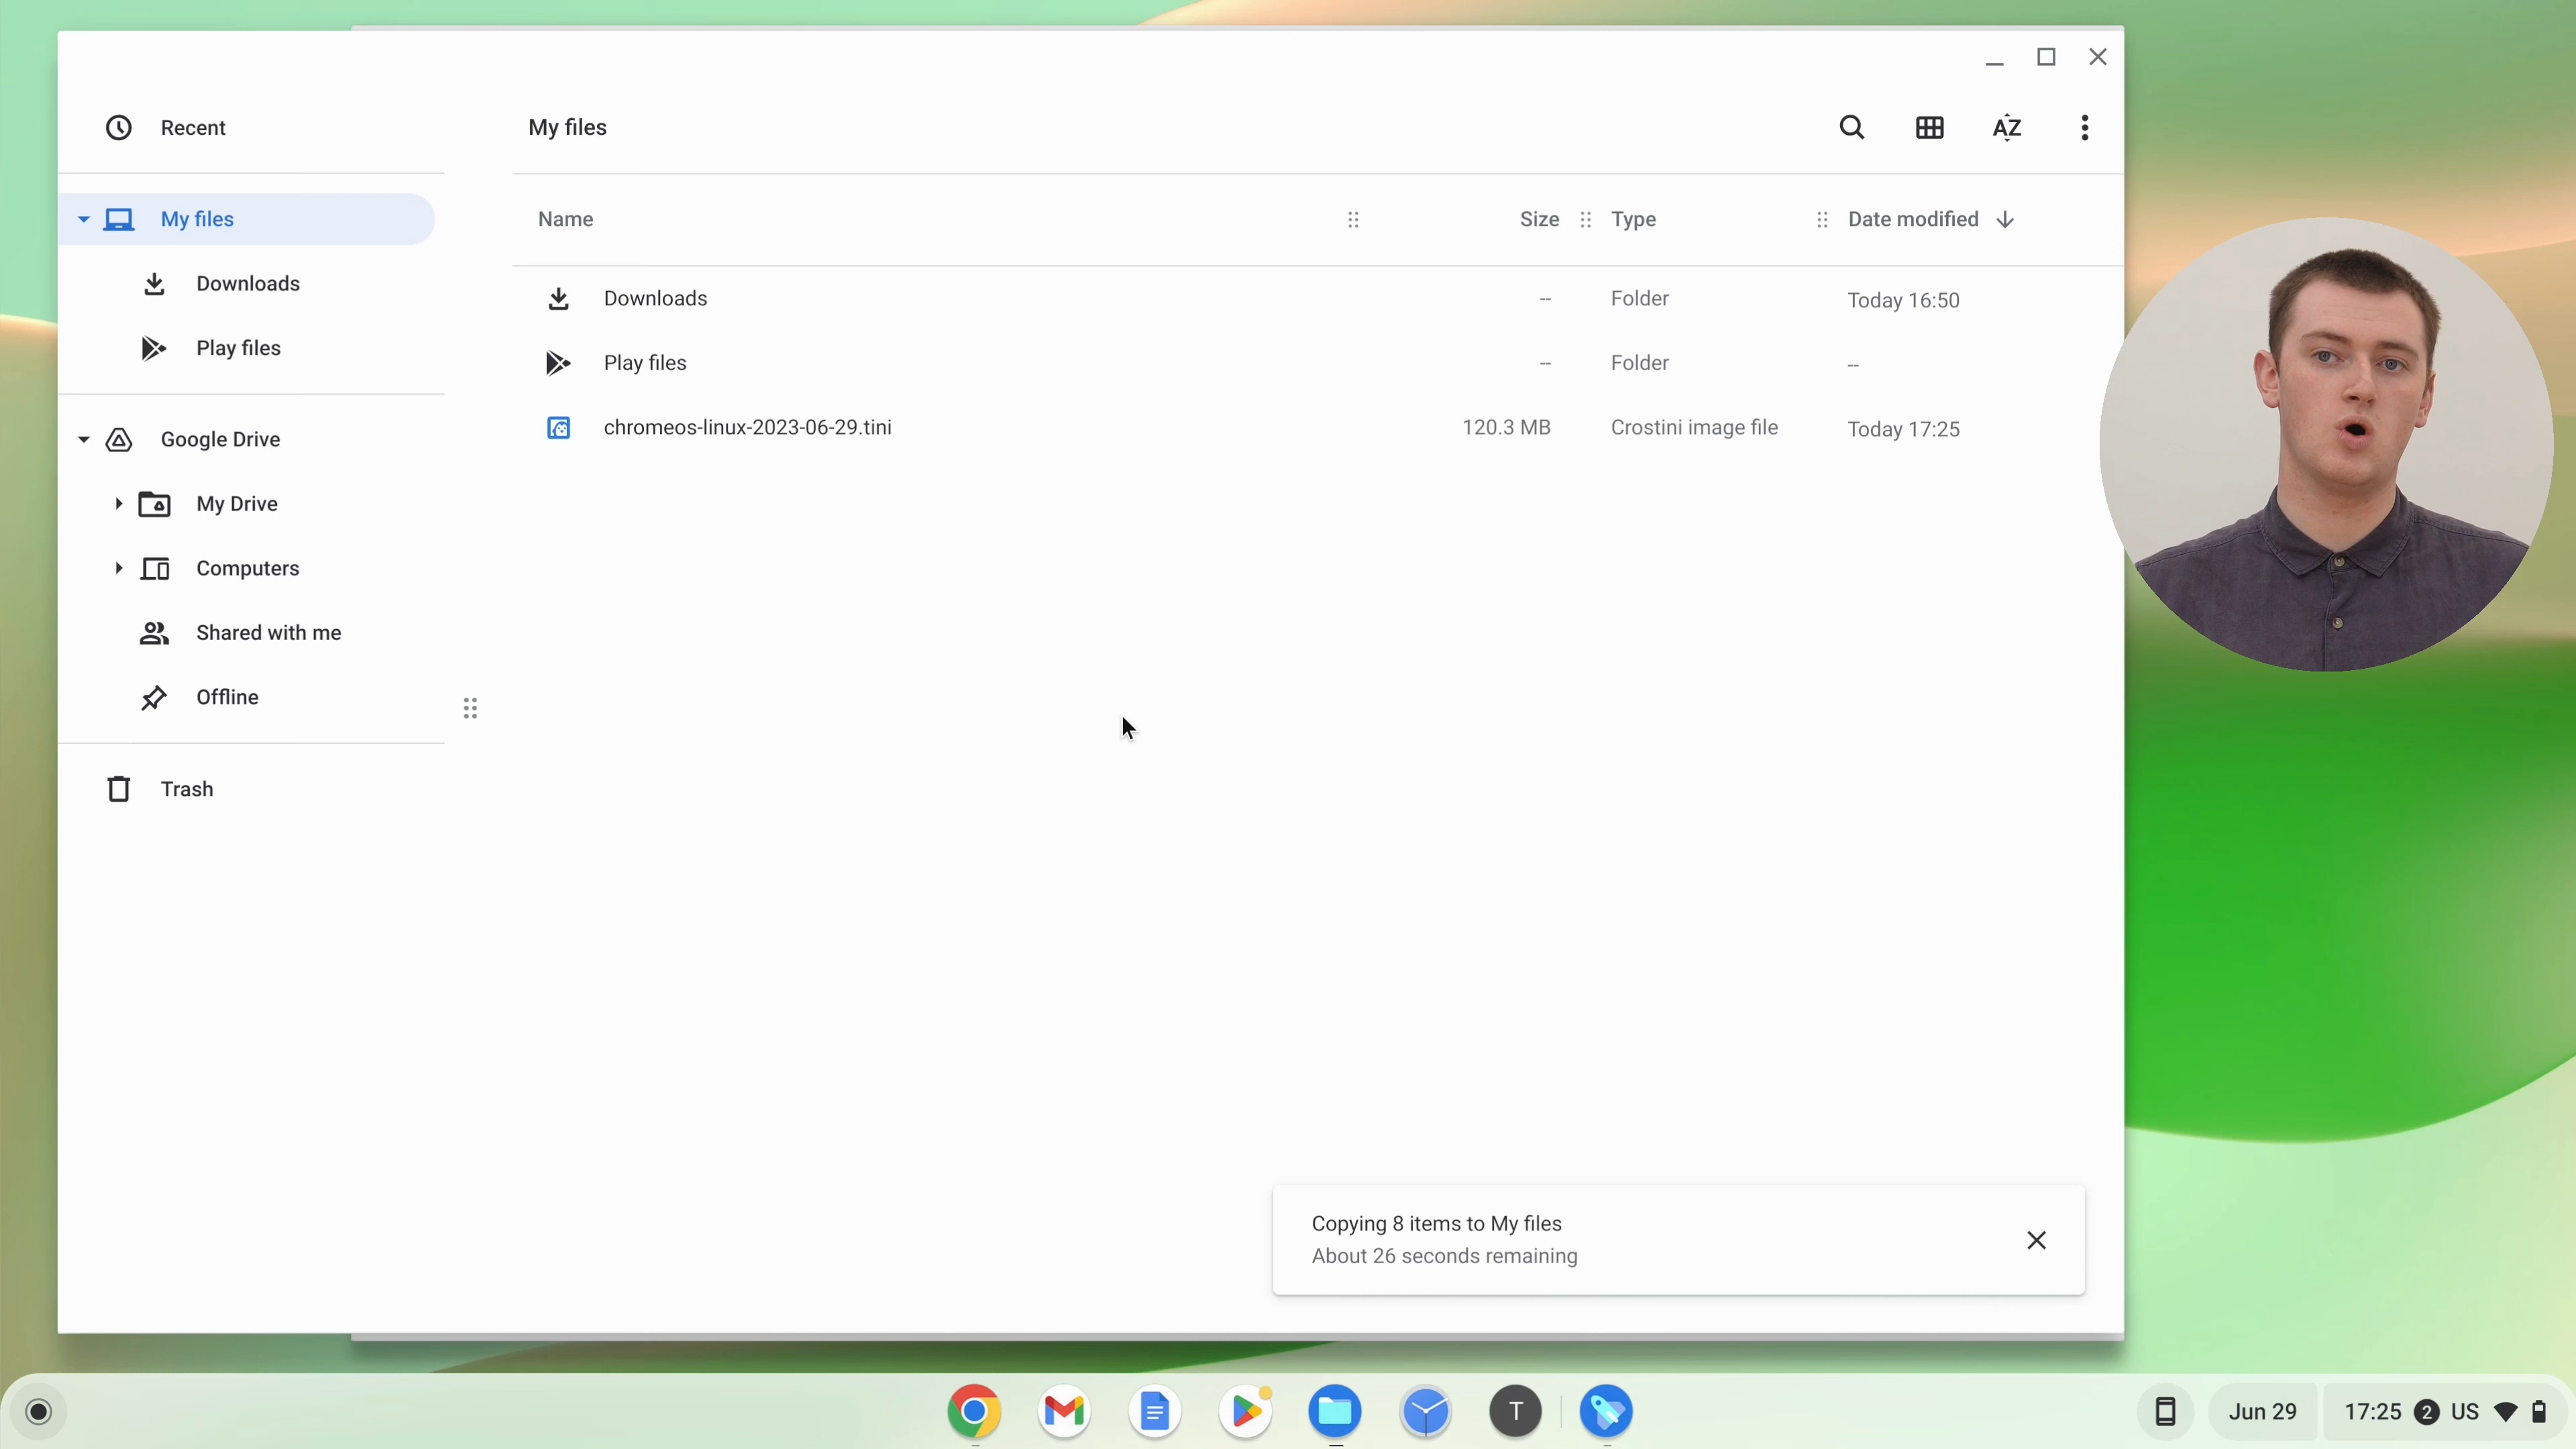 Recent
My files
Downloads
Play files
Google Drive
My Drive
Computers
Shared with me
Offline
Trash
My files
AZ
Name Size Type Date modified
Downloads -- Folder Today 16:50
Play files -- Folder --
chromeos-linux-2023-06-29.tini 120.3 MB Crostini image file Today 17:25
Copying 8 items to My files
About 26 seconds remaining
T
Jun 29 17:25 2 US